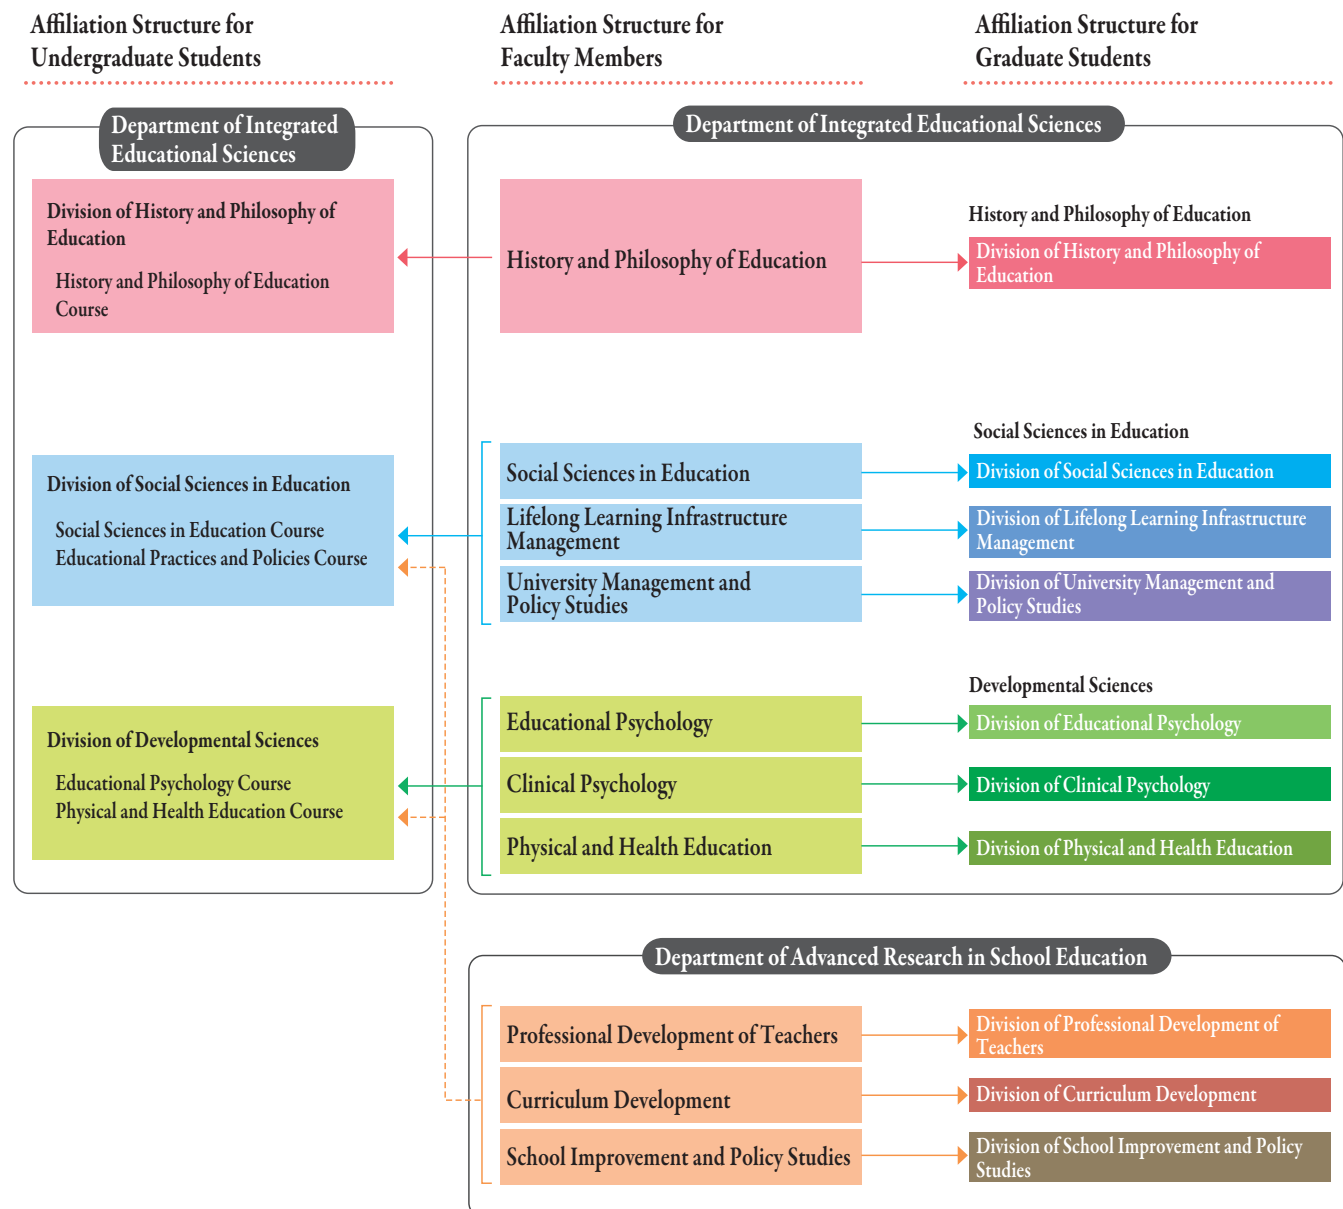 Affiliation Structure for
Undergraduate Students
Affiliation Structure for
Faculty Members
Affiliation Structure for
Graduate Students
Department of Integrated
Educational Sciences
Division of History and Philosophy of
Education
History and Philosophy of Education
Course
Division of Social Sciences in Education
Social Sciences in Education Course
Educational Practices and Policies Course
Division of Developmental Sciences
Educational Psychology Course
Physical and Health Education Course
Department of Integrated Educational Sciences
History and Philosophy of Education
History and Philosophy of Education
Division of History and Philosophy of
Education
Social Sciences in Education
Social Sciences in Education
Division of Social Sciences in Education
Lifelong Learning Infrastructure
Management
Division of Lifelong Learning Infrastructure
Management
University Management and
Policy Studies
Division of University Management and
Policy Studies
Developmental Sciences
Educational Psychology
Division of Educational Psychology
Clinical Psychology
Division of Clinical Psychology
Physical and Health Education
Division of Physical and Health Education
Department of Advanced Research in School Education
Professional Development of Teachers
Division of Professional Development of
Teachers
Curriculum Development
Division of Curriculum Development
School Improvement and Policy Studies
Division of School Improvement and Policy
Studies